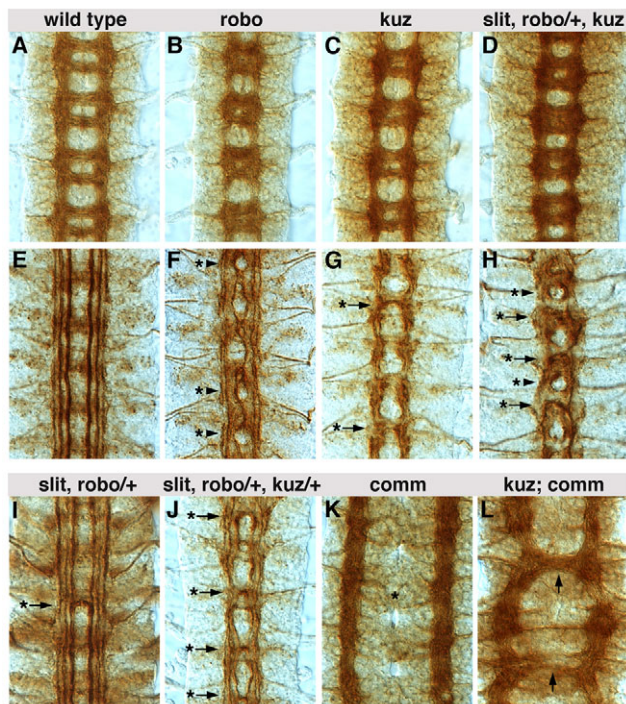 wild type robo kuz slit, robo/+, kuz
A B C D
E F G H
* * * *
* * * *
* * * *
slit, robo/+ slit, robo/+, kuz/+ comm kuz; comm
I J K L
* * * *
* *